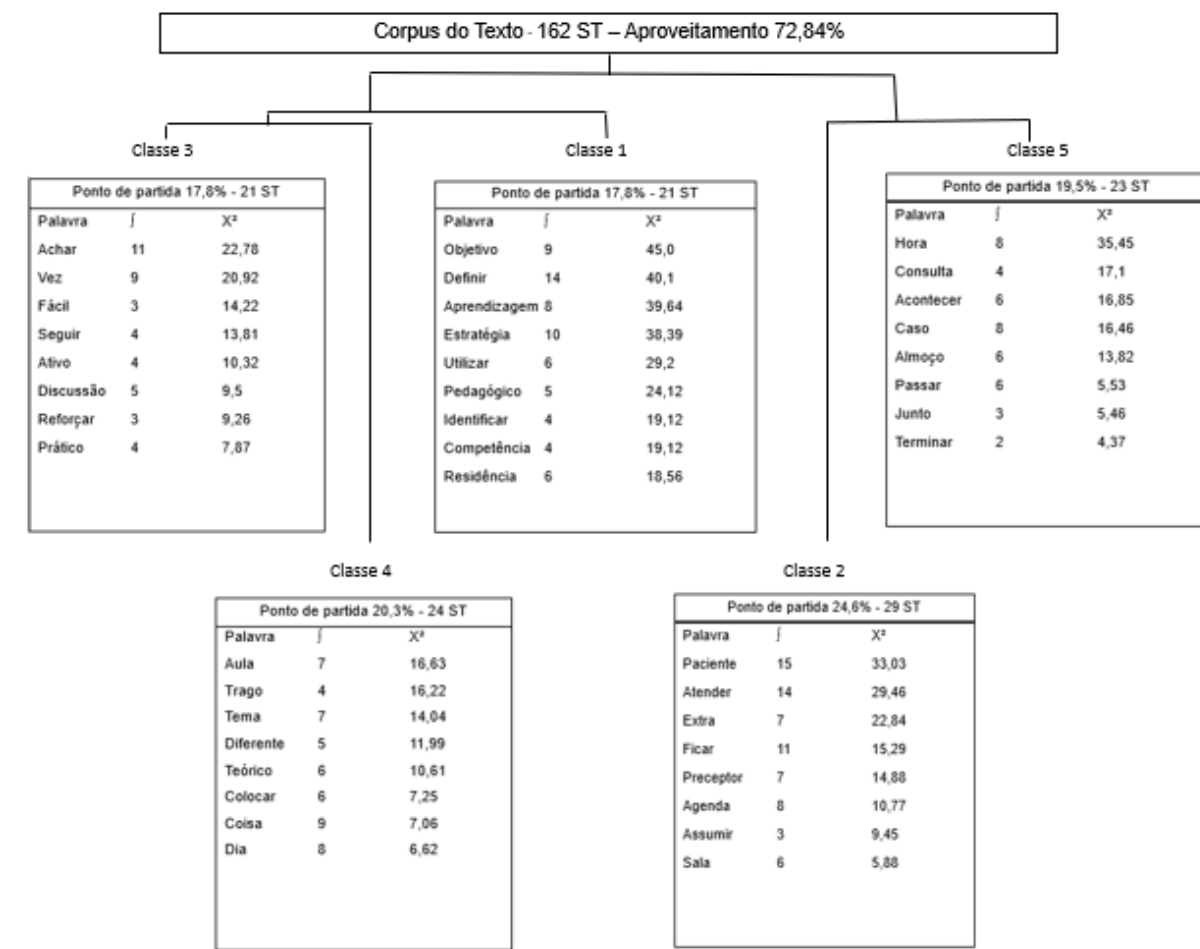 Corpus do Texto - 162 ST – Aproveitamento 72,84%
Classe 3
Ponto de partida 17,8% - 21 ST
Palavra ∫ X²
Achar 11 22,78
Vez 9 20,92
Fácil 3 14,22
Seguir 4 13,81
Ativo 4 10,32
Discussão 5 9,5
Reforçar 3 9,26
Prático 4 7,87
Classe 1
Ponto de partida 17,8% - 21 ST
Palavra ∫ X²
Objetivo 9 45,0
Definir 14 40,1
Aprendizagem 8 39,64
Estratégia 10 38,39
Utilizar 6 29,2
Pedagógico 5 24,12
Identificar 4 19,12
Competência 4 19,12
Residência 6 18,56
Classe 5
Ponto de partida 19,5% - 23 ST
Palavra ∫ X²
Hora 8 35,45
Consulta 4 17,1
Acontecer 6 16,85
Caso 8 16,46
Almoço 6 13,82
Passar 6 5,53
Junto 3 5,46
Terminar 2 4,37
Classe 4
Ponto de partida 20,3% - 24 ST
Palavra ∫ X²
Aula 7 16,63
Trago 4 16,22
Tema 7 14,04
Diferente 5 11,99
Teórico 6 10,61
Colocar 6 7,25
Coisa 9 7,06
Dia 8 6,62
Classe 2
Ponto de partida 24,6% - 29 ST
Palavra ∫ X²
Paciente 15 33,03
Atender 14 29,46
Extra 7 22,84
Ficar 11 15,29
Preceptor 7 14,88
Agenda 8 10,77
Assumir 3 9,45
Sala 6 5,88